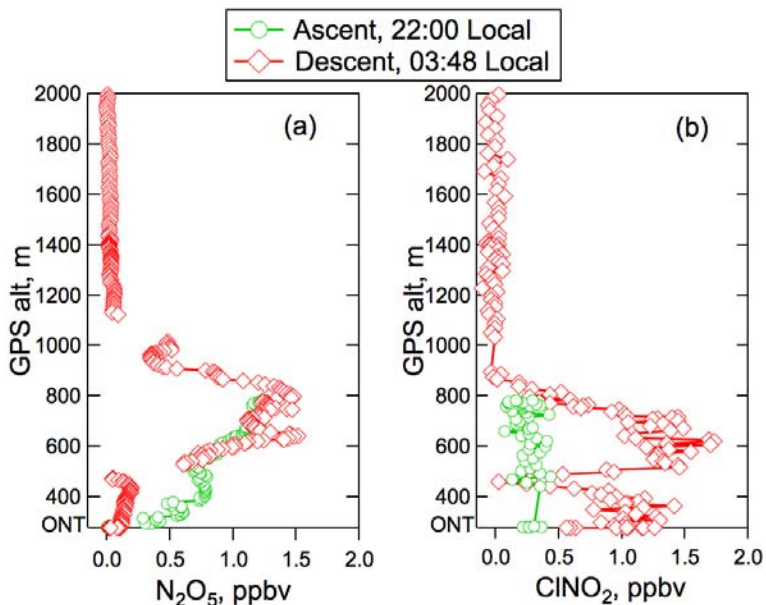 Ascent, 22:00 Local
Descent, 03:48 Local
2000
1800
1600
1400
1200
1000
800
600
400
ONT
GPS alt, m
(a)
0.0 0.5 1.0 1.5 2.0
N₂O₅, ppbv
2000
1800
1600
1400
1200
1000
800
600
400
ONT
GPS alt, m
(b)
0.0 0.5 1.0 1.5 2.0
ClNO₂, ppbv